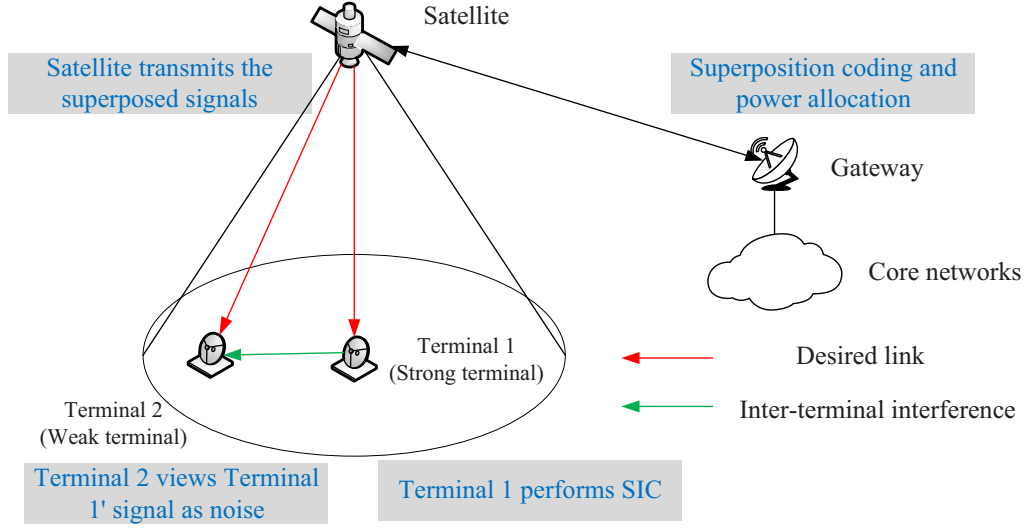 Satellite
Satellite transmits the
superposed signals
Superposition coding and
power allocation
Gateway
Core networks
Terminal 1
(Strong terminal)
Desired link
Terminal 2
(Weak terminal)
Inter-terminal interference
Terminal 2 views Terminal
1' signal as noise
Terminal 1 performs SIC